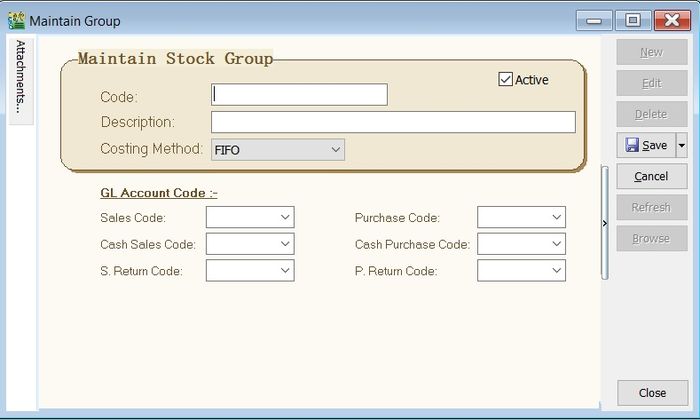 Maintain Group
Attachments...
Maintain Stock Group
Active
Code:
Description:
Costing Method: FIFO
GL Account Code :-
Sales Code: Purchase Code:
Cash Sales Code: Cash Purchase Code:
S. Return Code: P. Return Code:
New
Edit
Delete
Save
Cancel
Refresh
Browse
Close